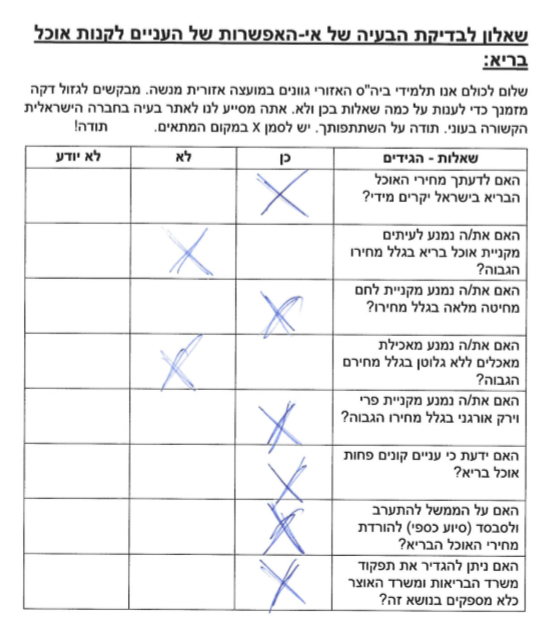 שאלון לבדיקת הבעיה של אי-האפשרות של העניים לקנות אוכל
בריא:
שלום לכולם אנו תלמידי ביה"ס האזורי גוונים במועצה אזורית מנשה. מבקשים לגזול דקה
מזמנך כדי לענות על כמה שאלות בכן ולא. אתה מסייע לנו לאתר בעיה בחברה הישראלית
הקשורה בעוני. תודה על השתתפותך. יש לסמן X במקום המתאים. תודה!
שאלות - הגידים כן לא לא יודע
האם לדעתך מחירי האוכל
הבריא בישראל יקרים מידי? X
האם את/ה נמנע לעיתים
מקניית אוכל בריא בגלל מחירו X
הגבוה?
האם את/ה נמנע מקניית לחם
מחיטה מלאה בגלל מחירו? X
האם את/ה נמנע מאכילת
מאכלים ללא גלוטן בגלל מחירם X
הגבוה?
האם את/ה נמנע מקניית פרי
וירק אורגני בגלל מחירו הגבוה? X
האם ידעת כי עניים קונים פחות
אוכל בריא? X
האם על הממשל להתערב
ולסבסד (סיוע כספי) להורדת X
מחירי האוכל הבריא?
האם ניתן להגדיר את תפקוד
משרד הבריאות ומשרד האוצר X
כלא מספקים בנושא זה?